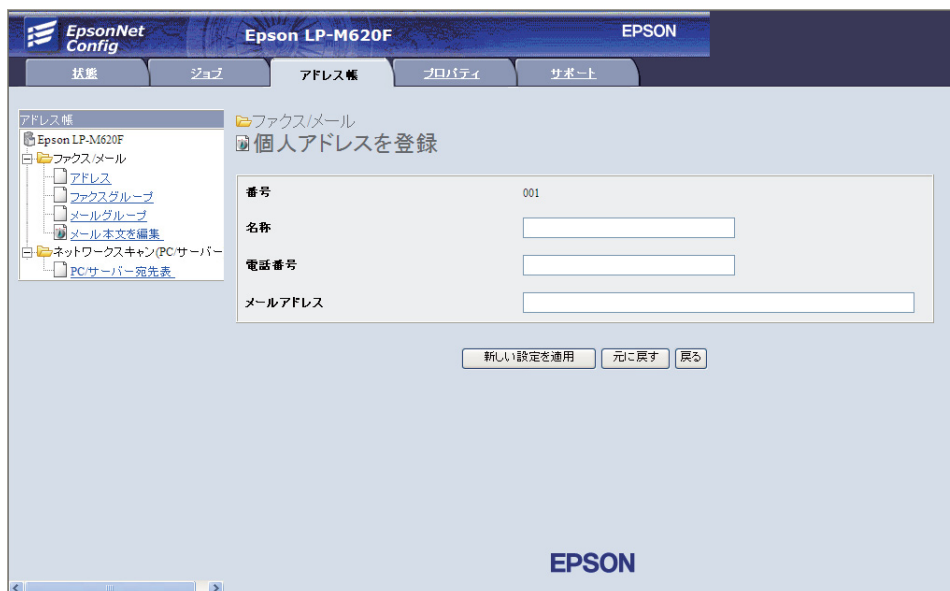 EpsonNet
Config
Epson LP-M620F
EPSON
状態
ジョブ
アドレス帳
プロパティ
サポート
アドレス帳
Epson LP-M620F
ファクス/メール
アドレス
ファクスグループ
メールグループ
メール本文を編集
ネットワークスキャン(PC/サーバー
PC/サーバー宛先表
ファクス/メール
個人アドレスを登録
番号 001
名称
電話番号
メールアドレス
新しい設定を適用 元に戻す 戻る
EPSON